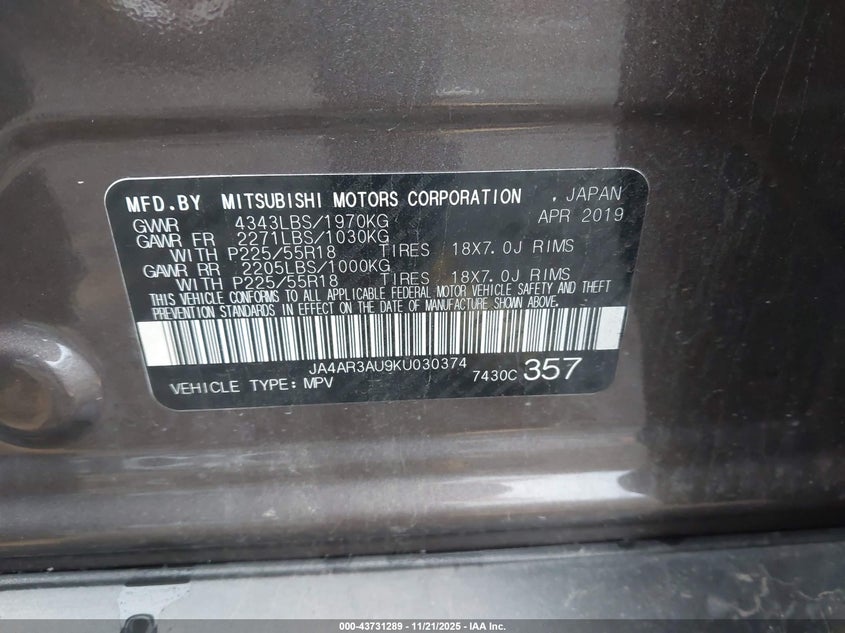 MFD.BY MITSUBISHI MOTORS CORPORATION , JAPAN
GVWR 4343LBS/1970KG APR 2019
GAWR FR 2271LBS/1030KG
WITH P225/55R18 TIRES 18X7.0J RIMS
GAWR RR 2205LBS/1000KG
WITH P225/55R18 TIRES 18X7.0J RIMS
THIS VEHICLE CONFORMS TO ALL APPLICABLE FEDERAL MOTOR VEHICLE SAFETY AND THEFT
PREVENTION STANDARDS IN EFFECT ON THE DATE OF MANUFACTURE SHOWN ABOVE.
JA4AR3AU9KU030374
VEHICLE TYPE: MPV 7430C 357
000-43731289 - 11/21/2025 - IAA Inc.